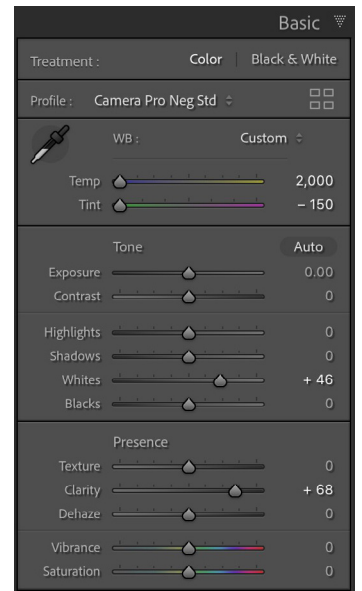 Basic
Treatment : Color | Black & White
Profile : Camera Pro Neg Std
WB : Custom
Temp 2,000
Tint – 150
Tone Auto
Exposure 0.00
Contrast 0
Highlights 0
Shadows 0
Whites + 46
Blacks 0
Presence
Texture 0
Clarity + 68
Dehaze 0
Vibrance 0
Saturation 0